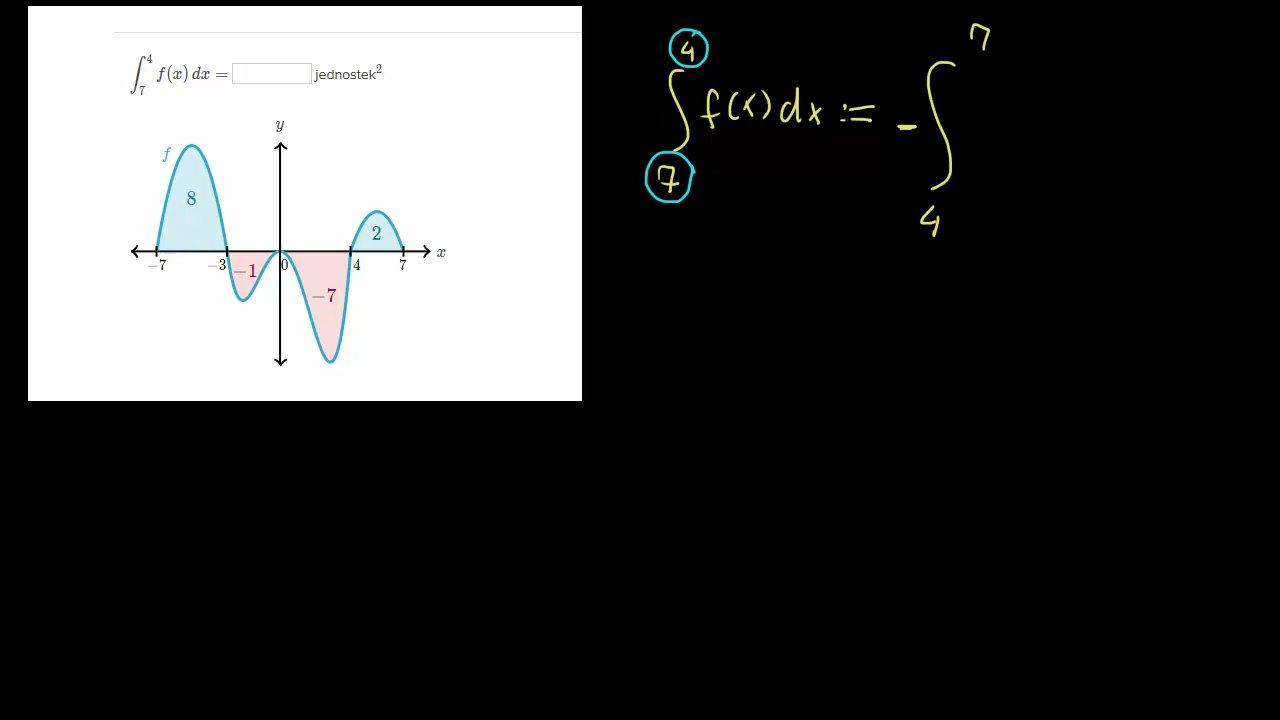 ∫₇⁴ f(x) dx = jednostek²
y
f
8
2
x
−7 −3 −1 0 4 7
−7
∫₇⁴ f(x) dx := − ∫₄⁷